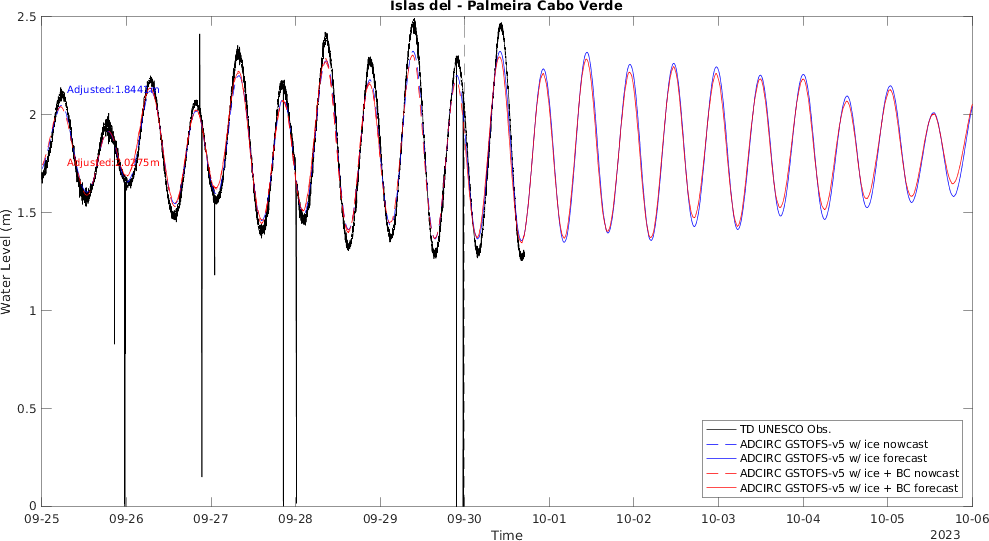 Islas del - Palmeira Cabo Verde
Water Level (m)
2.5
2
1.5
1
0.5
0
Adjusted:1.8441m
09-25
09-26
09-27
09-28
09-29
09-30
10-01
10-02
10-03
10-04
10-05
10-06
Time
2023
TD UNESCO Obs.
ADCIRC GSTOFS-v5 w/ ice nowcast
ADCIRC GSTOFS-v5 w/ ice forecast
ADCIRC GSTOFS-v5 w/ ice + BC nowcast
ADCIRC GSTOFS-v5 w/ ice + BC forecast